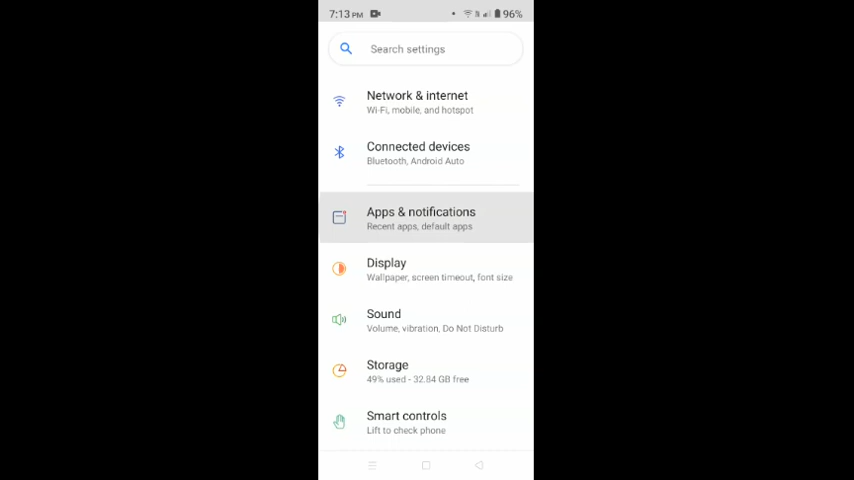 7:13 PM
96%
Search settings
Network & internet
Wi-Fi, mobile, and hotspot
Connected devices
Bluetooth, Android Auto
Apps & notifications
Recent apps, default apps
Display
Wallpaper, screen timeout, font size
Sound
Volume, vibration, Do Not Disturb
Storage
49% used - 32.84 GB free
Smart controls
Lift to check phone